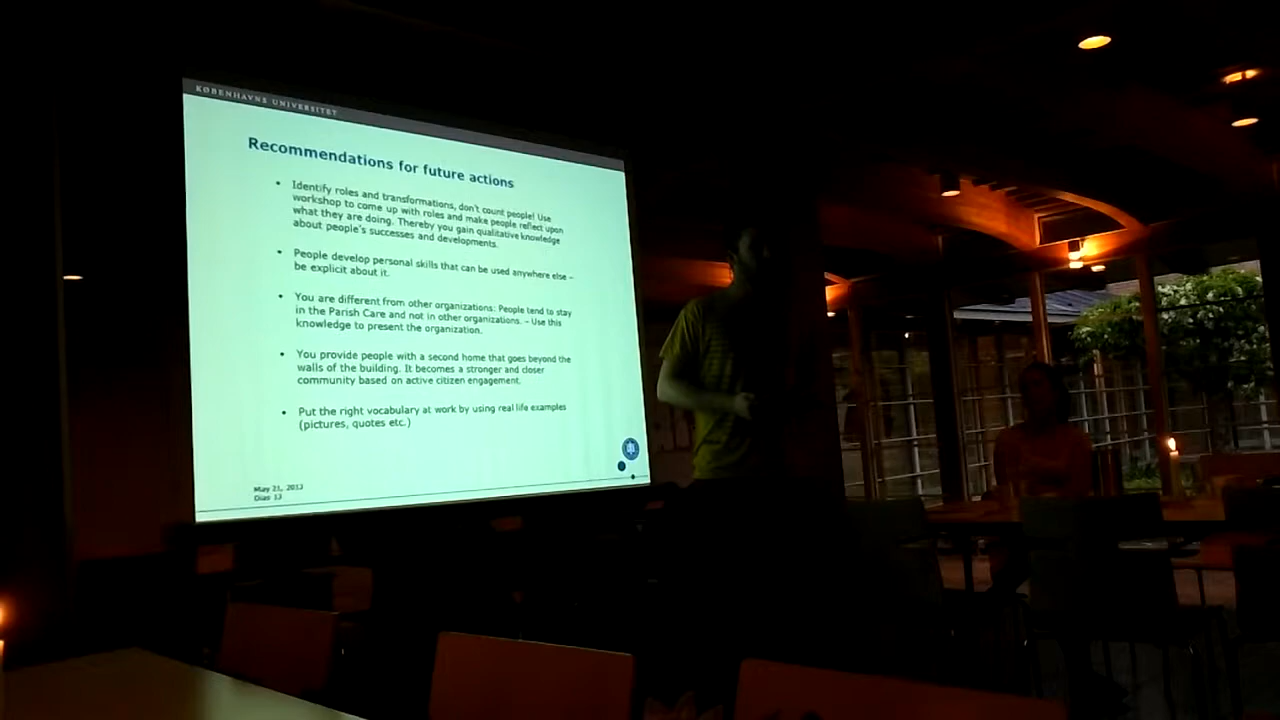 KØBENHAVNS UNIVERSITET
Recommendations for future actions
• Identify roles and transformations, don't count people! Use
workshop to come up with roles and make people reflect upon
what they are doing. Thereby you gain qualitative knowledge
about people's successes and developments.
• People develop personal skills that can be used anywhere else –
be explicit about it.
• You are different from other organizations: People tend to stay
in the Parish Care and not in other organizations. – Use this
knowledge to present the organization.
• You provide people with a second home that goes beyond the
walls of the building. It becomes a stronger and closer
community based on active citizen engagement.
• Put the right vocabulary at work by using real life examples
(pictures, quotes etc.)
May 21, 2013
Dias 13